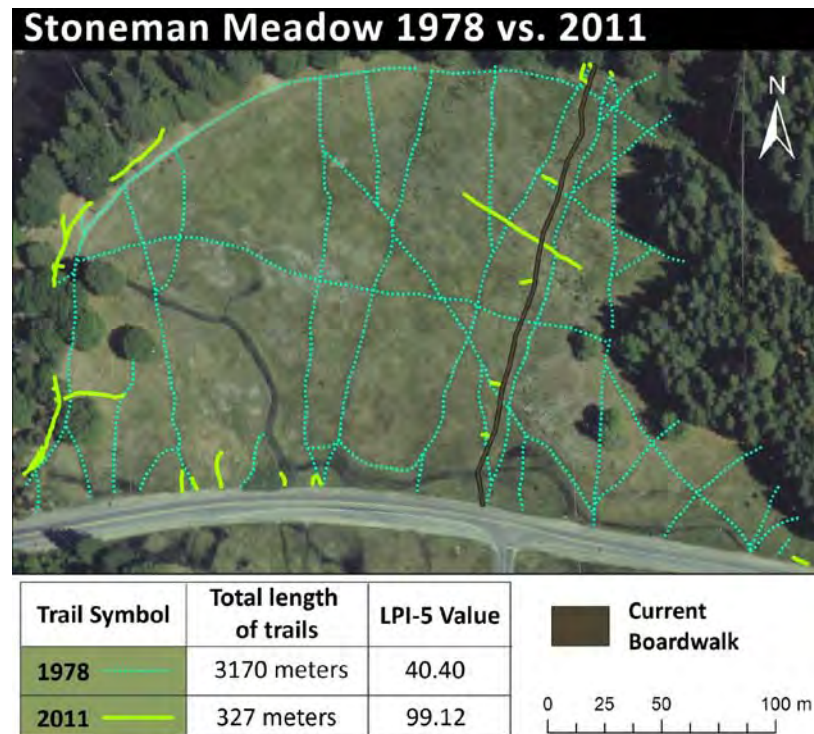 Stoneman Meadow 1978 vs. 2011
N
Trail Symbol
Total length
of trails
LPI-5 Value
1978
3170 meters
40.40
2011
327 meters
99.12
Current
Boardwalk
0 25 50 100 m